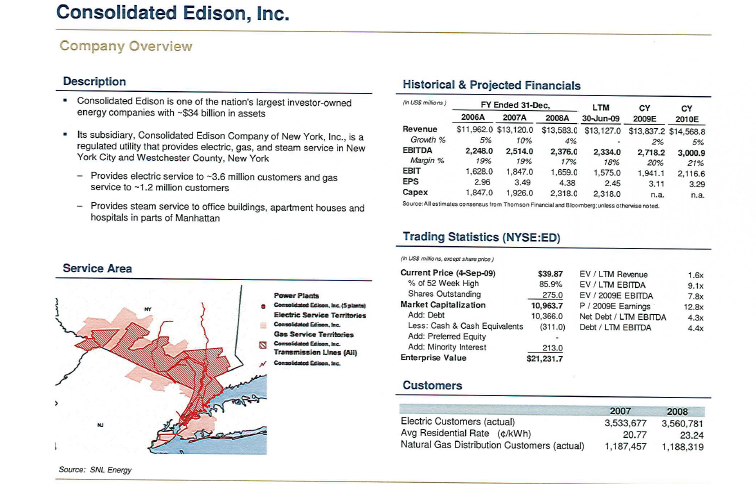 Consolidated Edison, Inc.
Company Overview
Description
▪ Consolidated Edison is one of the nation's largest investor-owned
energy companies with ~$34 billion in assets
▪ Its subsidiary, Consolidated Edison Company of New York, Inc., is a
regulated utility that provides electric, gas, and steam service in New
York City and Westchester County, New York
– Provides electric service to ~3.6 million customers and gas
service to ~1.2 million customers
– Provides steam service to office buildings, apartment houses and
hospitals in parts of Manhattan
Service Area
NY
NJ
Power Plants
Consolidated Edison, Inc. (5 plants)
Electric Service Territories
Consolidated Edison, Inc.
Gas Service Territories
Consolidated Edison, Inc.
Transmission Lines (All)
Consolidated Edison, Inc.
Source: SNL Energy
Historical & Projected Financials
(In US$ millions) FY Ended 31-Dec, LTM CY CY
2006A 2007A 2008A 30-Jun-09 2009E 2010E
Revenue $11,962.0 $13,120.0 $13,583.0 $13,127.0 $13,837.2 $14,568.8
Growth % 5% 10% 4% - 2% 5%
EBITDA 2,248.0 2,514.0 2,376.0 2,334.0 2,718.2 3,000.9
Margin % 19% 19% 17% 18% 20% 21%
EBIT 1,628.0 1,847.0 1,659.0 1,575.0 1,941.1 2,116.6
EPS 2.96 3.49 4.38 2.45 3.11 3.29
Capex 1,847.0 1,926.0 2,318.0 2,318.0 n.a. n.a.
Source: All estimates consensus from Thomson Financial and Bloomberg; unless otherwise noted.
Trading Statistics (NYSE:ED)
(In US$ millions, except share price)
Current Price (4-Sep-09) $39.87 EV / LTM Revenue 1.6x
% of 52 Week High 85.9% EV / LTM EBITDA 9.1x
Shares Outstanding 275.0 EV / 2009E EBITDA 7.8x
Market Capitalization 10,963.7 P / 2009E Earnings 12.8x
Add: Debt 10,366.0 Net Debt / LTM EBITDA 4.3x
Less: Cash & Cash Equivalents (311.0) Debt / LTM EBITDA 4.4x
Add: Preferred Equity -
Add: Minority Interest 213.0
Enterprise Value $21,231.7
Customers
2007 2008
Electric Customers (actual) 3,533,677 3,560,781
Avg Residential Rate (¢/kWh) 20.77 23.24
Natural Gas Distribution Customers (actual) 1,187,457 1,188,319